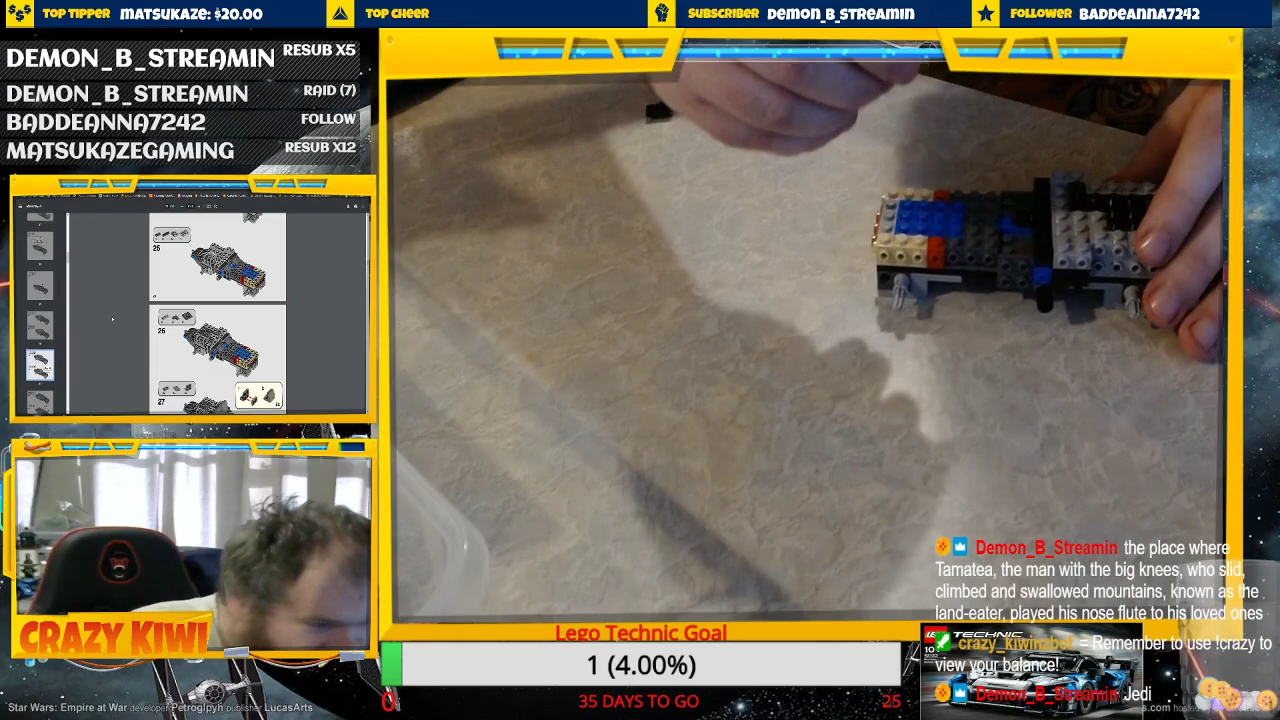 TOP TIPPER MATSUKAZE: $20.00
TOP CHEER
SUBSCRIBER DEMON_B_STREAMIN
FOLLOWER BADDEANNA7242
DEMON_B_STREAMIN RESUB X5
DEMON_B_STREAMIN RAID (7)
BADDEANNA7242 FOLLOW
MATSUKAZEGAMING RESUB X12
25
26
27
CRAZY KIWI
Star Wars: Empire at War developer Petroglpyh publisher LucasArts
Lego Technic Goal
1 (4.00%)
0 35 DAYS TO GO 25
Demon_B_Streamin the place where
Tamatea, the man with the big knees, who slid,
climbed and swallowed mountains, known as the
land-eater, played his nose flute to his loved ones
TECHNIC
crazy_kiwinzbot = Remember to use !crazy to
view your balance!
Demon_B_Streamin Jedi